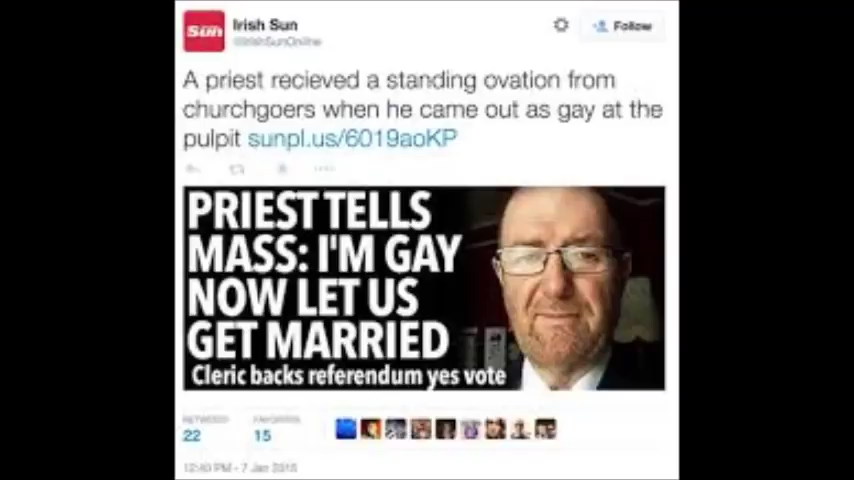 Sun
Irish Sun
@IrishSunOnline
Follow
A priest recieved a standing ovation from
churchgoers when he came out as gay at the
pulpit sunpl.us/6019aoKP
PRIEST TELLS
MASS: I'M GAY
NOW LET US
GET MARRIED
Cleric backs referendum yes vote
RETWEETS
FAVORITES
22
15
12:40 PM - 7 Jan 2015